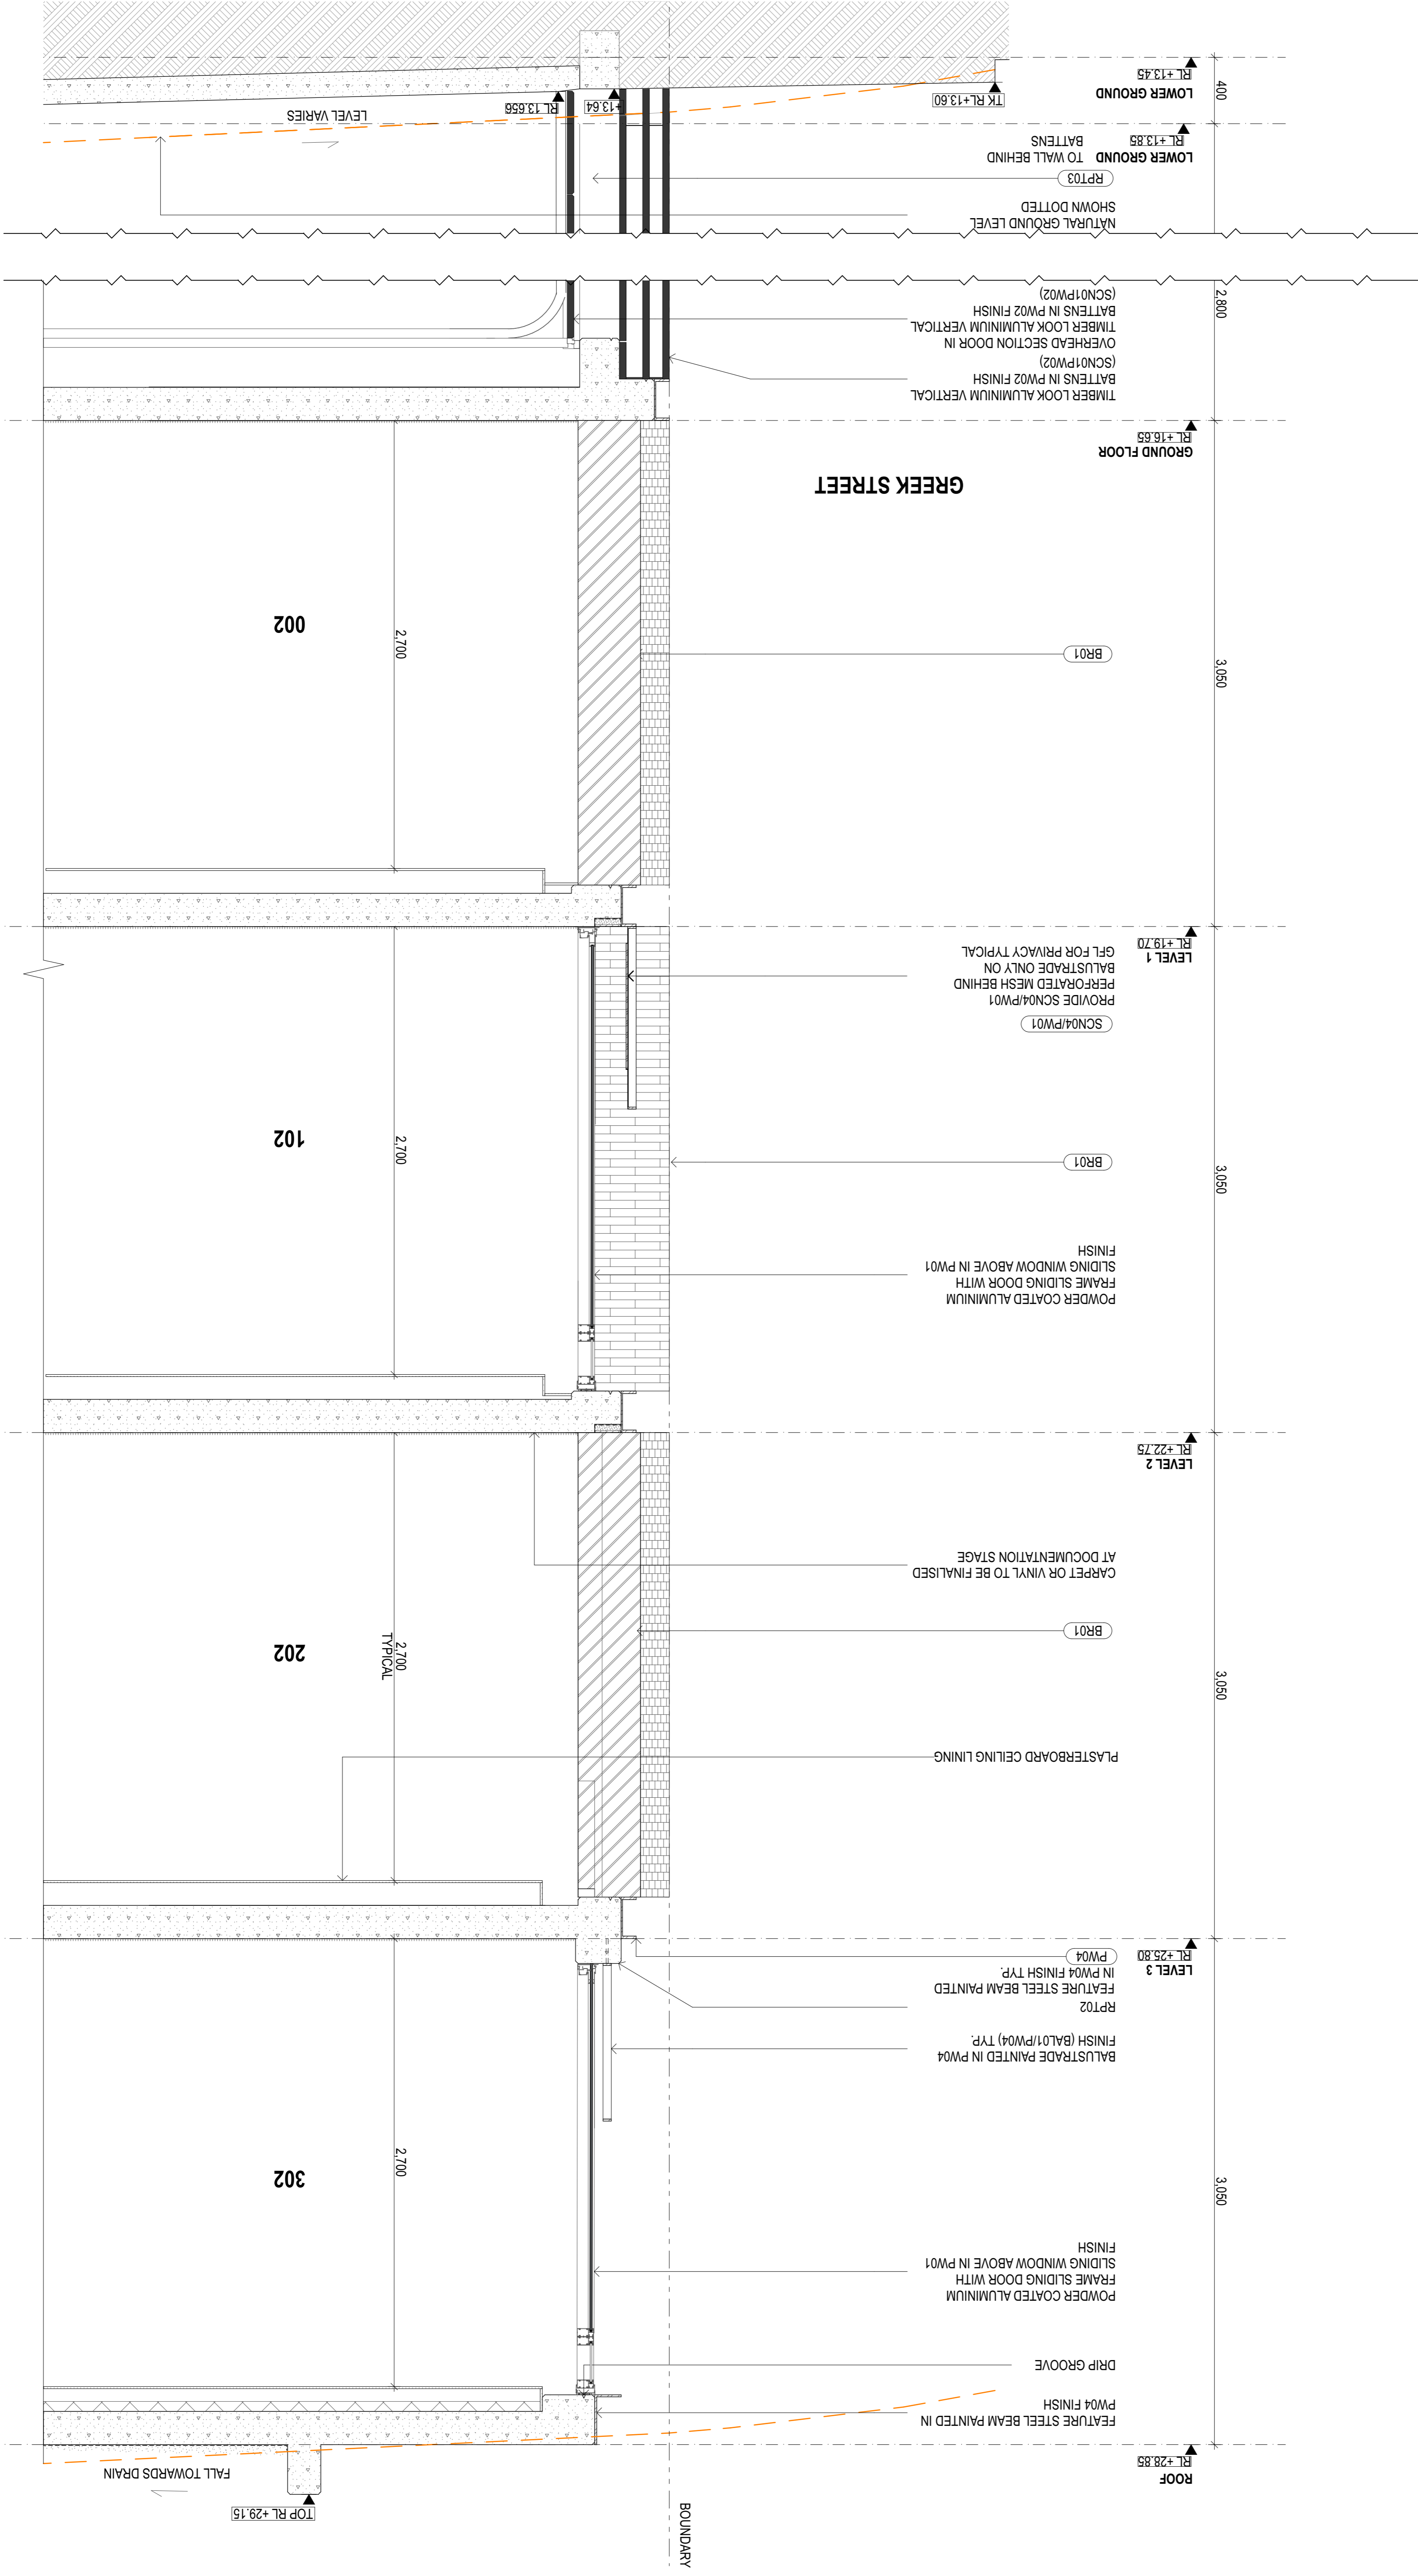 BOUNDARY
TOP RL +29.15
FALL TOWARDS DRAIN
ROOF
RL +28.85
FEATURE STEEL BEAM PAINTED IN
PW04 FINISH
DRIP GROOVE
POWDER COATED ALUMINIUM
FRAME SLIDING DOOR WITH
SLIDING WINDOW ABOVE IN PW01
FINISH
3,050
2,700
302
BALUSTRADE PAINTED IN PW04
FINISH (BAL01/PW04) TYP.
RPT02
FEATURE STEEL BEAM PAINTED
IN PW04 FINISH TYP.
PW04
LEVEL 3
RL +25.80
PLASTERBOARD CEILING LINING
3,050
2,700
TYPICAL
202
BR01
CARPET OR VINYL TO BE FINALISED
AT DOCUMENTATION STAGE
LEVEL 2
RL +22.75
POWDER COATED ALUMINIUM
FRAME SLIDING DOOR WITH
SLIDING WINDOW ABOVE IN PW01
FINISH
3,050
BR01
2,700
102
SCN04/PW01
PROVIDE SCN04/PW01
PERFORATED MESH BEHIND
BALUSTRADE ONLY ON
GFL FOR PRIVACY TYPICAL
LEVEL 1
RL +19.70
3,050
BR01
2,700
002
GREEK STREET
GROUND FLOOR
RL +16.65
TIMBER LOOK ALUMINIUM VERTICAL
BATTENS IN PW02 FINISH
(SCN01PW02)
OVERHEAD SECTION DOOR IN
TIMBER LOOK ALUMINIUM VERTICAL
BATTENS IN PW02 FINISH
(SCN01PW02)
2,800
NATURAL GROUND LEVEL
SHOWN DOTTED
RPT03
TO WALL BEHIND
BATTENS
LOWER GROUND
RL +13.85
LEVEL VARIES
TK RL+13.60
+13.64
RL 13.656
400
LOWER GROUND
RL +13.45